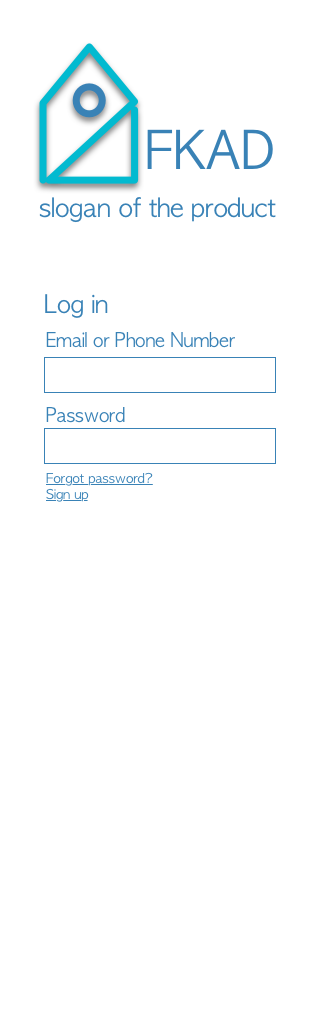 FKAD
slogan of the product
Log in
Email or Phone Number
Password
Forgot password?
Sign up